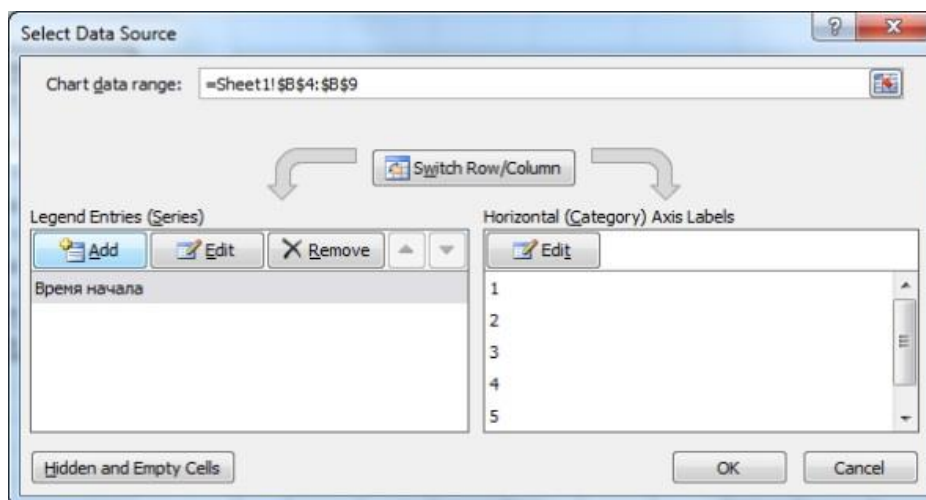 Select Data Source
Chart data range: =Sheet1!$B$4:$B$9
Switch Row/Column
Legend Entries (Series)
Add Edit Remove
Время начала
Horizontal (Category) Axis Labels
Edit
1
2
3
4
5
Hidden and Empty Cells
OK Cancel